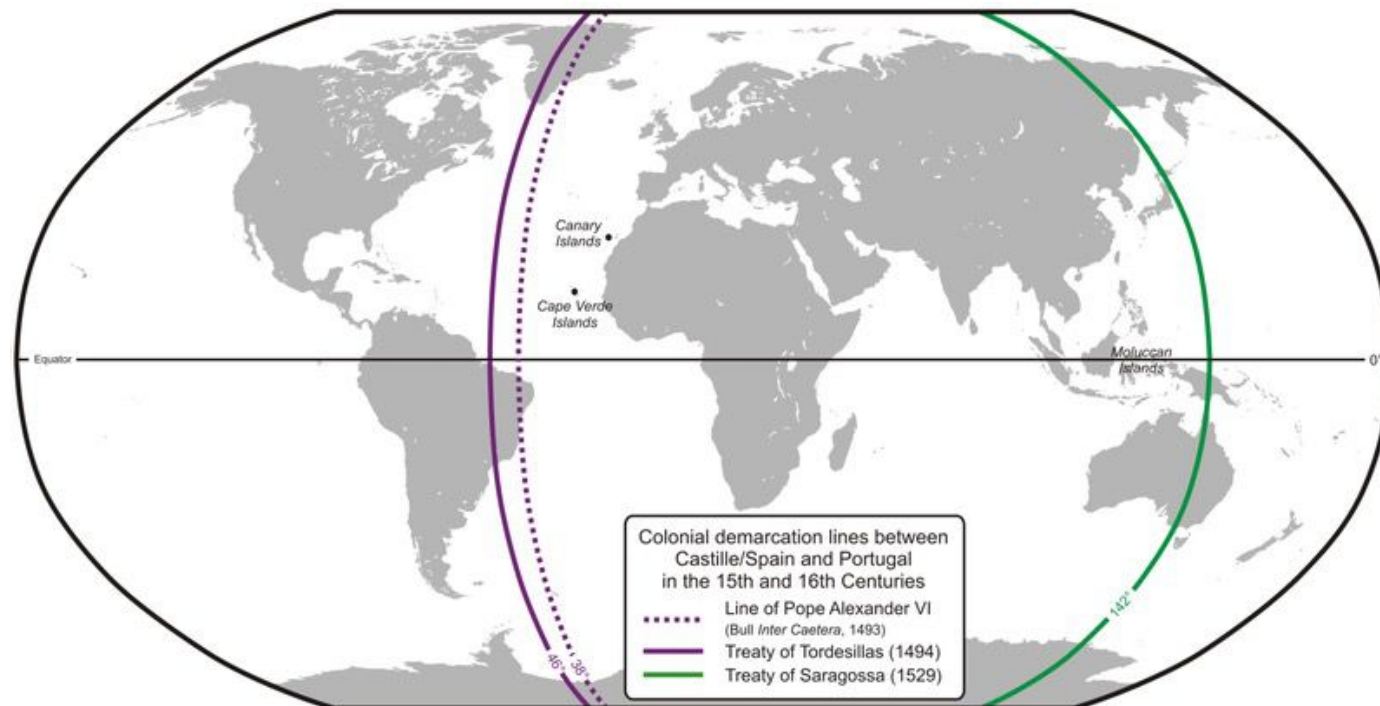 Canary
Islands
Cape Verde
Islands
Equator
Moluccan
Islands
0°
Colonial demarcation lines between
Castille/Spain and Portugal
in the 15th and 16th Centuries
Line of Pope Alexander VI
(Bull Inter Caetera, 1493)
Treaty of Tordesillas (1494)
Treaty of Saragossa (1529)
142°
46°
38°